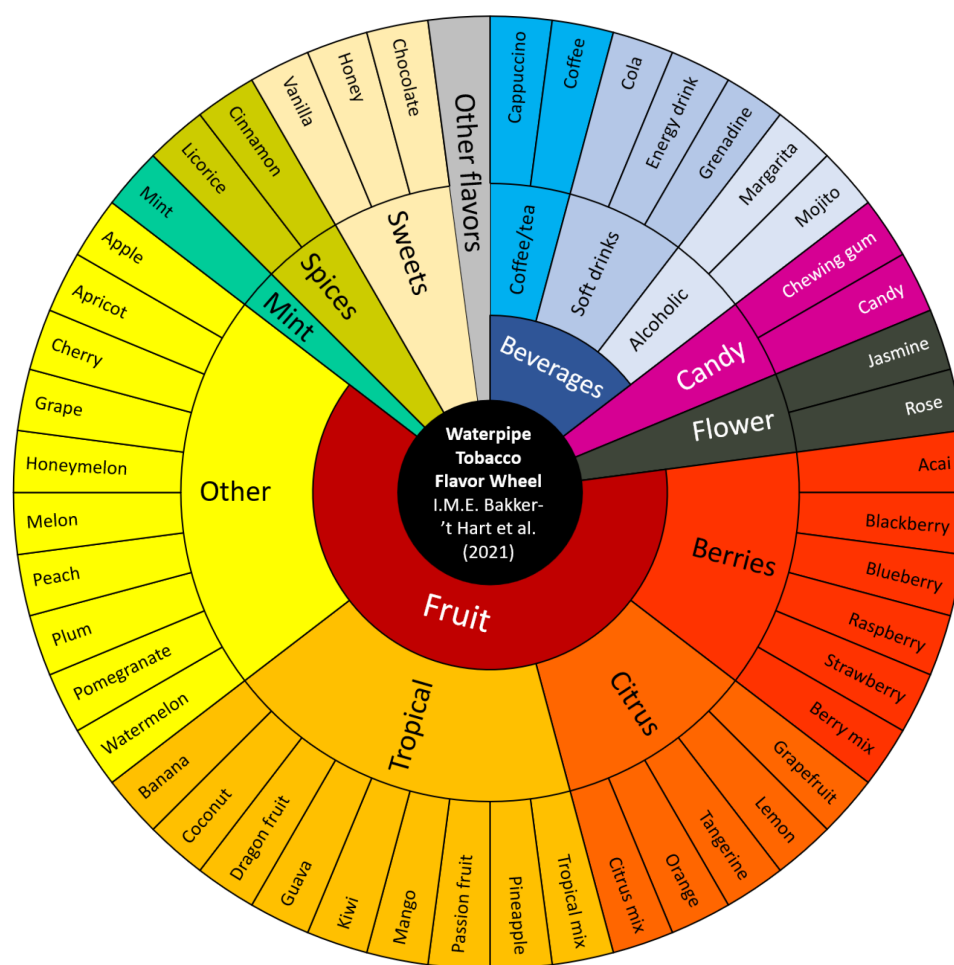 Waterpipe
Tobacco
Flavor Wheel
I.M.E. Bakker-
’t Hart et al.
(2021)
Beverages
Coffee/tea
Cappuccino
Coffee
Soft drinks
Cola
Energy drink
Grenadine
Alcoholic
Margarita
Mojito
Candy
Chewing gum
Candy
Flower
Jasmine
Rose
Fruit
Berries
Acai
Blackberry
Blueberry
Raspberry
Strawberry
Berry mix
Citrus
Grapefruit
Lemon
Tangerine
Orange
Citrus mix
Tropical
Tropical mix
Pineapple
Passion fruit
Mango
Kiwi
Guava
Dragon fruit
Coconut
Banana
Other
Watermelon
Pomegranate
Plum
Peach
Melon
Honeymelon
Grape
Cherry
Apricot
Apple
Mint
Mint
Spices
Licorice
Cinnamon
Sweets
Vanilla
Honey
Chocolate
Other flavors